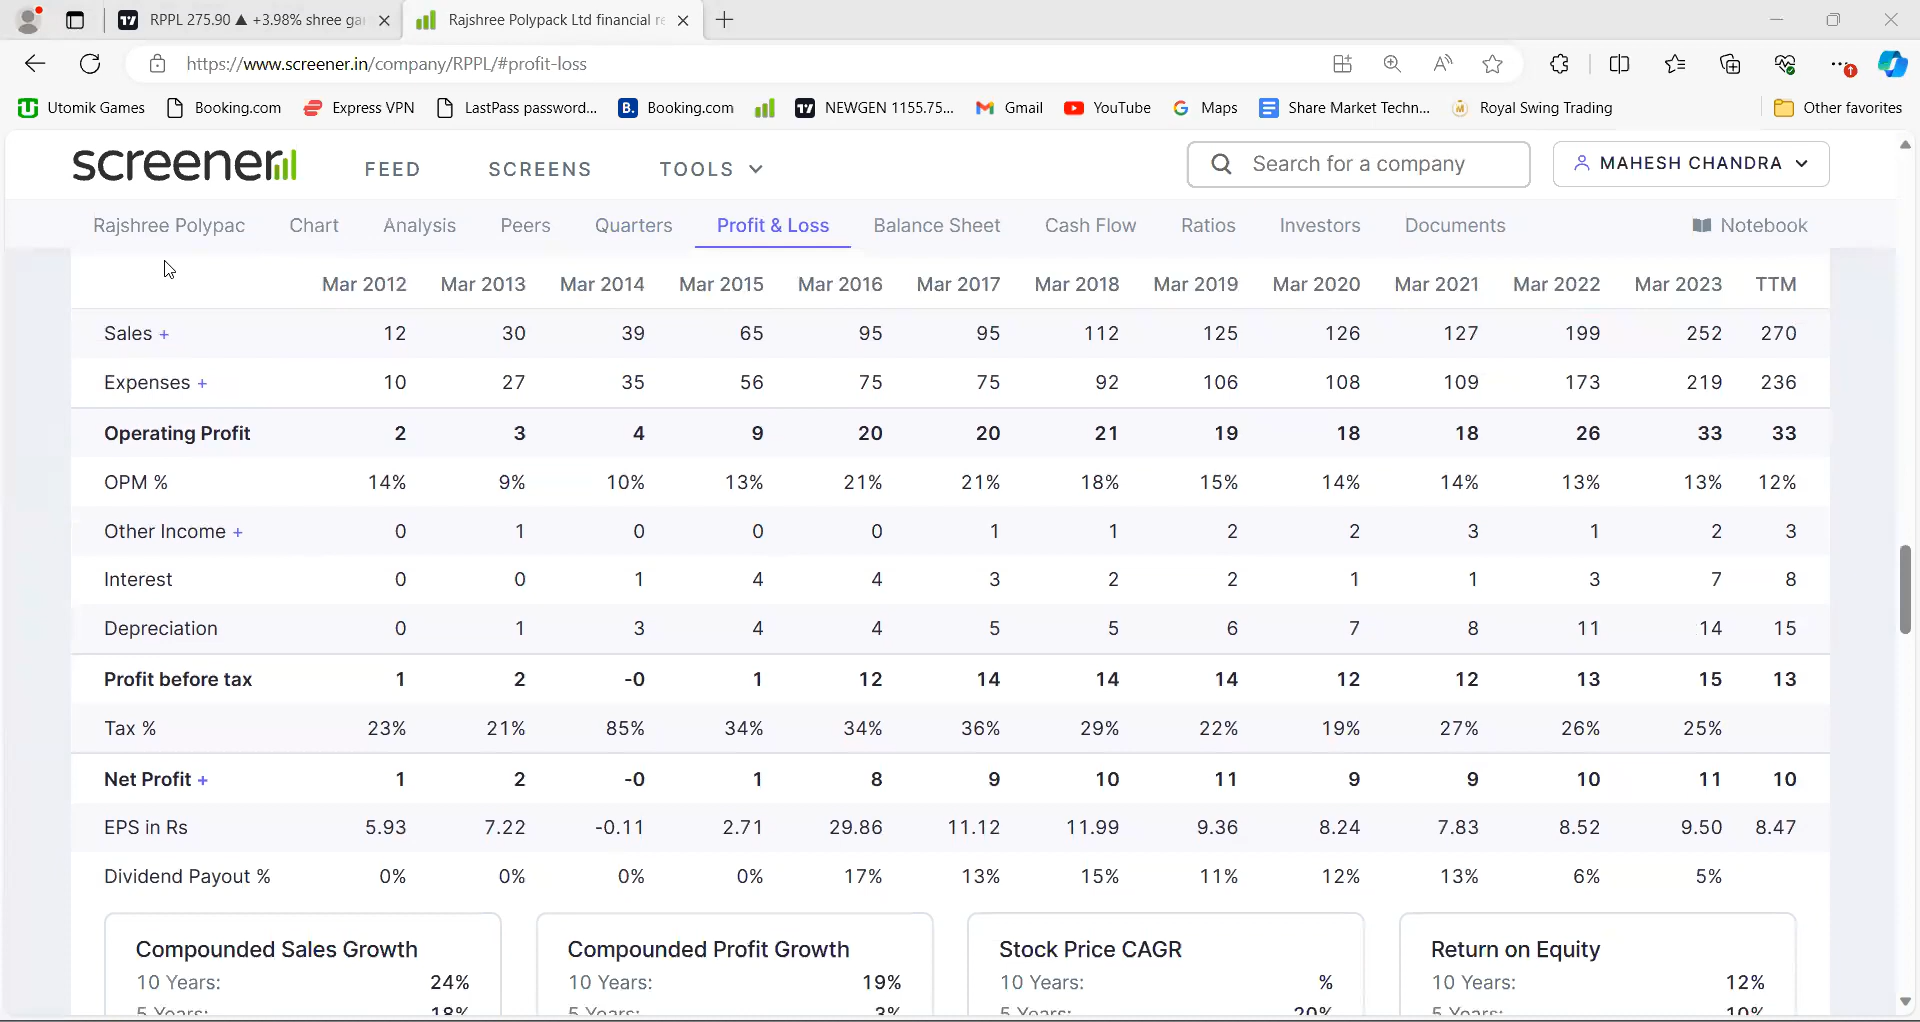 RPPL 275.90 ▲ +3.98% shree ga
Rajshree Polypack Ltd financial re
https://www.screener.in/company/RPPL/#profit-loss
Utomik Games Booking.com Express VPN LastPass password... Booking.com NEWGEN 1155.75... Gmail YouTube Maps Share Market Techn... Royal Swing Trading Other favorites
screener FEED SCREENS TOOLS Search for a company MAHESH CHANDRA
Rajshree Polypac Chart Analysis Peers Quarters Profit & Loss Balance Sheet Cash Flow Ratios Investors Documents Notebook
Mar 2012 Mar 2013 Mar 2014 Mar 2015 Mar 2016 Mar 2017 Mar 2018 Mar 2019 Mar 2020 Mar 2021 Mar 2022 Mar 2023 TTM
Sales + 12 30 39 65 95 95 112 125 126 127 199 252 270
Expenses + 10 27 35 56 75 75 92 106 108 109 173 219 236
Operating Profit 2 3 4 9 20 20 21 19 18 18 26 33 33
OPM % 14% 9% 10% 13% 21% 21% 18% 15% 14% 14% 13% 13% 12%
Other Income + 0 1 0 0 0 1 1 2 2 3 1 2 3
Interest 0 0 1 4 4 3 2 2 1 1 3 7 8
Depreciation 0 1 3 4 4 5 5 6 7 8 11 14 15
Profit before tax 1 2 -0 1 12 14 14 14 12 12 13 15 13
Tax % 23% 21% 85% 34% 34% 36% 29% 22% 19% 27% 26% 25%
Net Profit + 1 2 -0 1 8 9 10 11 9 9 10 11 10
EPS in Rs 5.93 7.22 -0.11 2.71 29.86 11.12 11.99 9.36 8.24 7.83 8.52 9.50 8.47
Dividend Payout % 0% 0% 0% 0% 17% 13% 15% 11% 12% 13% 6% 5%
Compounded Sales Growth Compounded Profit Growth Stock Price CAGR Return on Equity
10 Years: 24% 10 Years: 19% 10 Years: % 10 Years: 12%
5 Years: 18% 5 Years: 3% 5 Years: 20% 5 Years: 10%